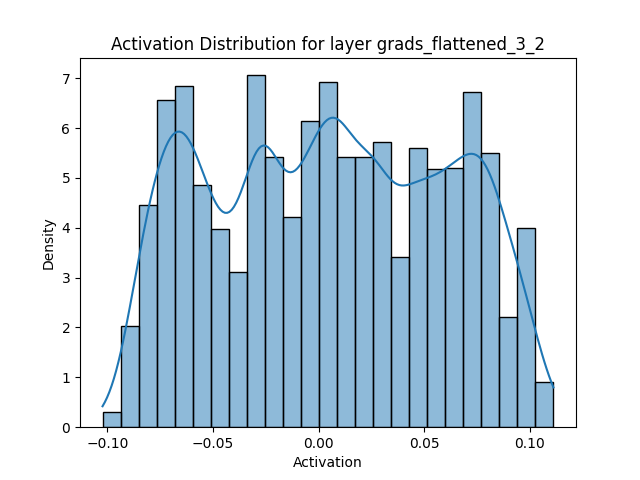 Activation Distribution for layer grads_flattened_3_2
7
6
5
4
3
2
1
0
Density
−0.10 −0.05 0.00 0.05 0.10
Activation